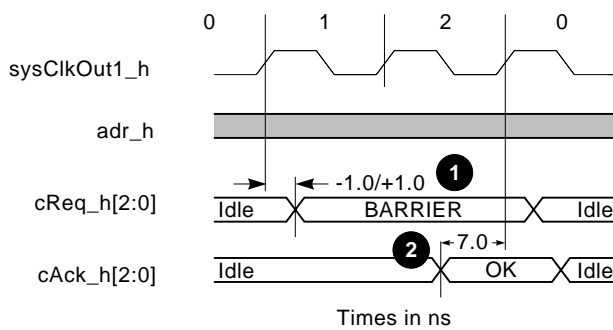 0 1 2 0
sysClkOut1_h
adr_h
-1.0/+1.0 1
cReq_h[2:0] Idle BARRIER Idle
2 7.0
cAck_h[2:0] Idle OK Idle
Times in ns